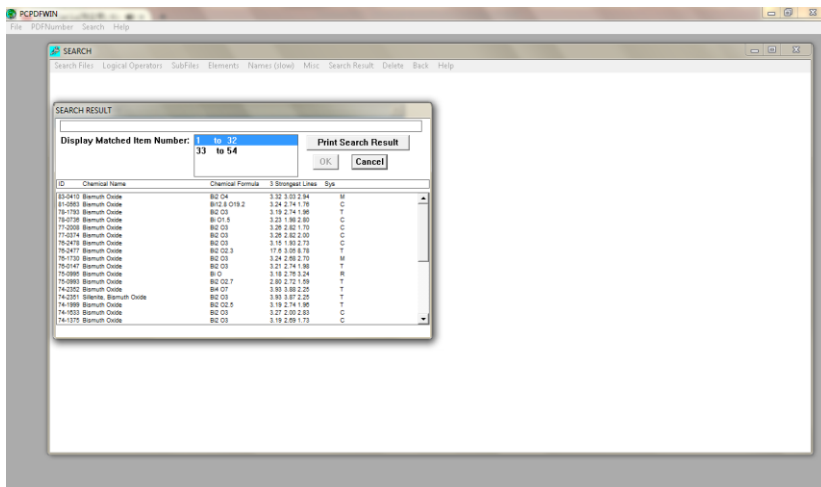 PCPDFWIN
File PDFNumber Search Help
SEARCH
Search Files Logical Operators SubFiles Elements Names (slow) Misc Search Result Delete Back Help
SEARCH RESULT
Display Matched Item Number: 1 to 32 Print Search Result
33 to 54
OK Cancel
ID Chemical Name Chemical Formula 3 Strongest Lines Sys
83-0410 Bismuth Oxide Bi2 O4 3.32 3.03 2.94 M
81-0563 Bismuth Oxide Bi12.8 O19.2 3.24 2.74 1.76 C
78-1793 Bismuth Oxide Bi2 O3 3.19 2.74 1.96 T
78-0736 Bismuth Oxide Bi O1.5 3.23 1.98 2.80 C
77-2008 Bismuth Oxide Bi2 O3 3.26 2.82 1.70 C
77-0374 Bismuth Oxide Bi2 O3 3.26 2.82 2.00 C
76-2478 Bismuth Oxide Bi2 O3 3.15 1.93 2.73 C
76-2477 Bismuth Oxide Bi2 O2.3 17.6 3.05 8.78 T
76-1730 Bismuth Oxide Bi2 O3 3.24 2.68 2.70 M
76-0147 Bismuth Oxide Bi2 O3 3.21 2.74 1.98 T
75-0995 Bismuth Oxide Bi O 3.18 2.75 3.24 R
75-0993 Bismuth Oxide Bi2 O2.7 2.80 2.72 1.59 T
74-2352 Bismuth Oxide Bi4 O7 3.93 3.88 2.25 T
74-2351 Sillenite, Bismuth Oxide Bi2 O3 3.93 3.87 2.25 T
74-1999 Bismuth Oxide Bi2 O2.5 3.19 2.74 1.96 T
74-1633 Bismuth Oxide Bi2 O3 3.27 2.00 2.83 C
74-1375 Bismuth Oxide Bi2 O3 3.19 2.69 1.73 C